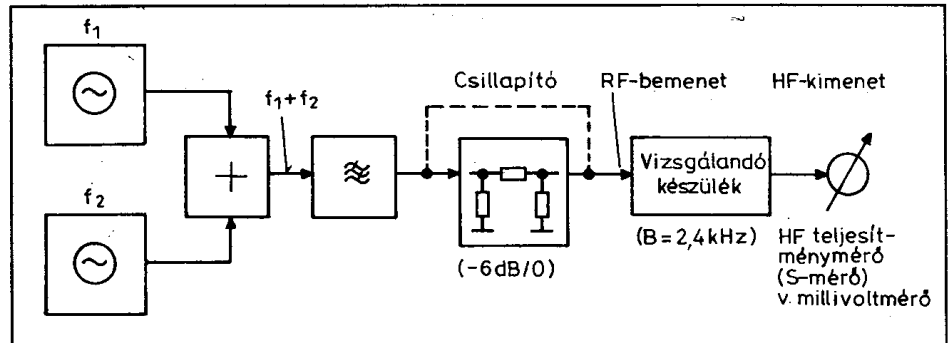 f1
f2
f1+f2
+
Csillapító
(-6dB/0)
RF-bemenet
Vizsgálandó
készülék
(B=2,4kHz)
HF-kimenet
HF teljesít-
ménymérő
(S-mérő)
v. millivoltmérő